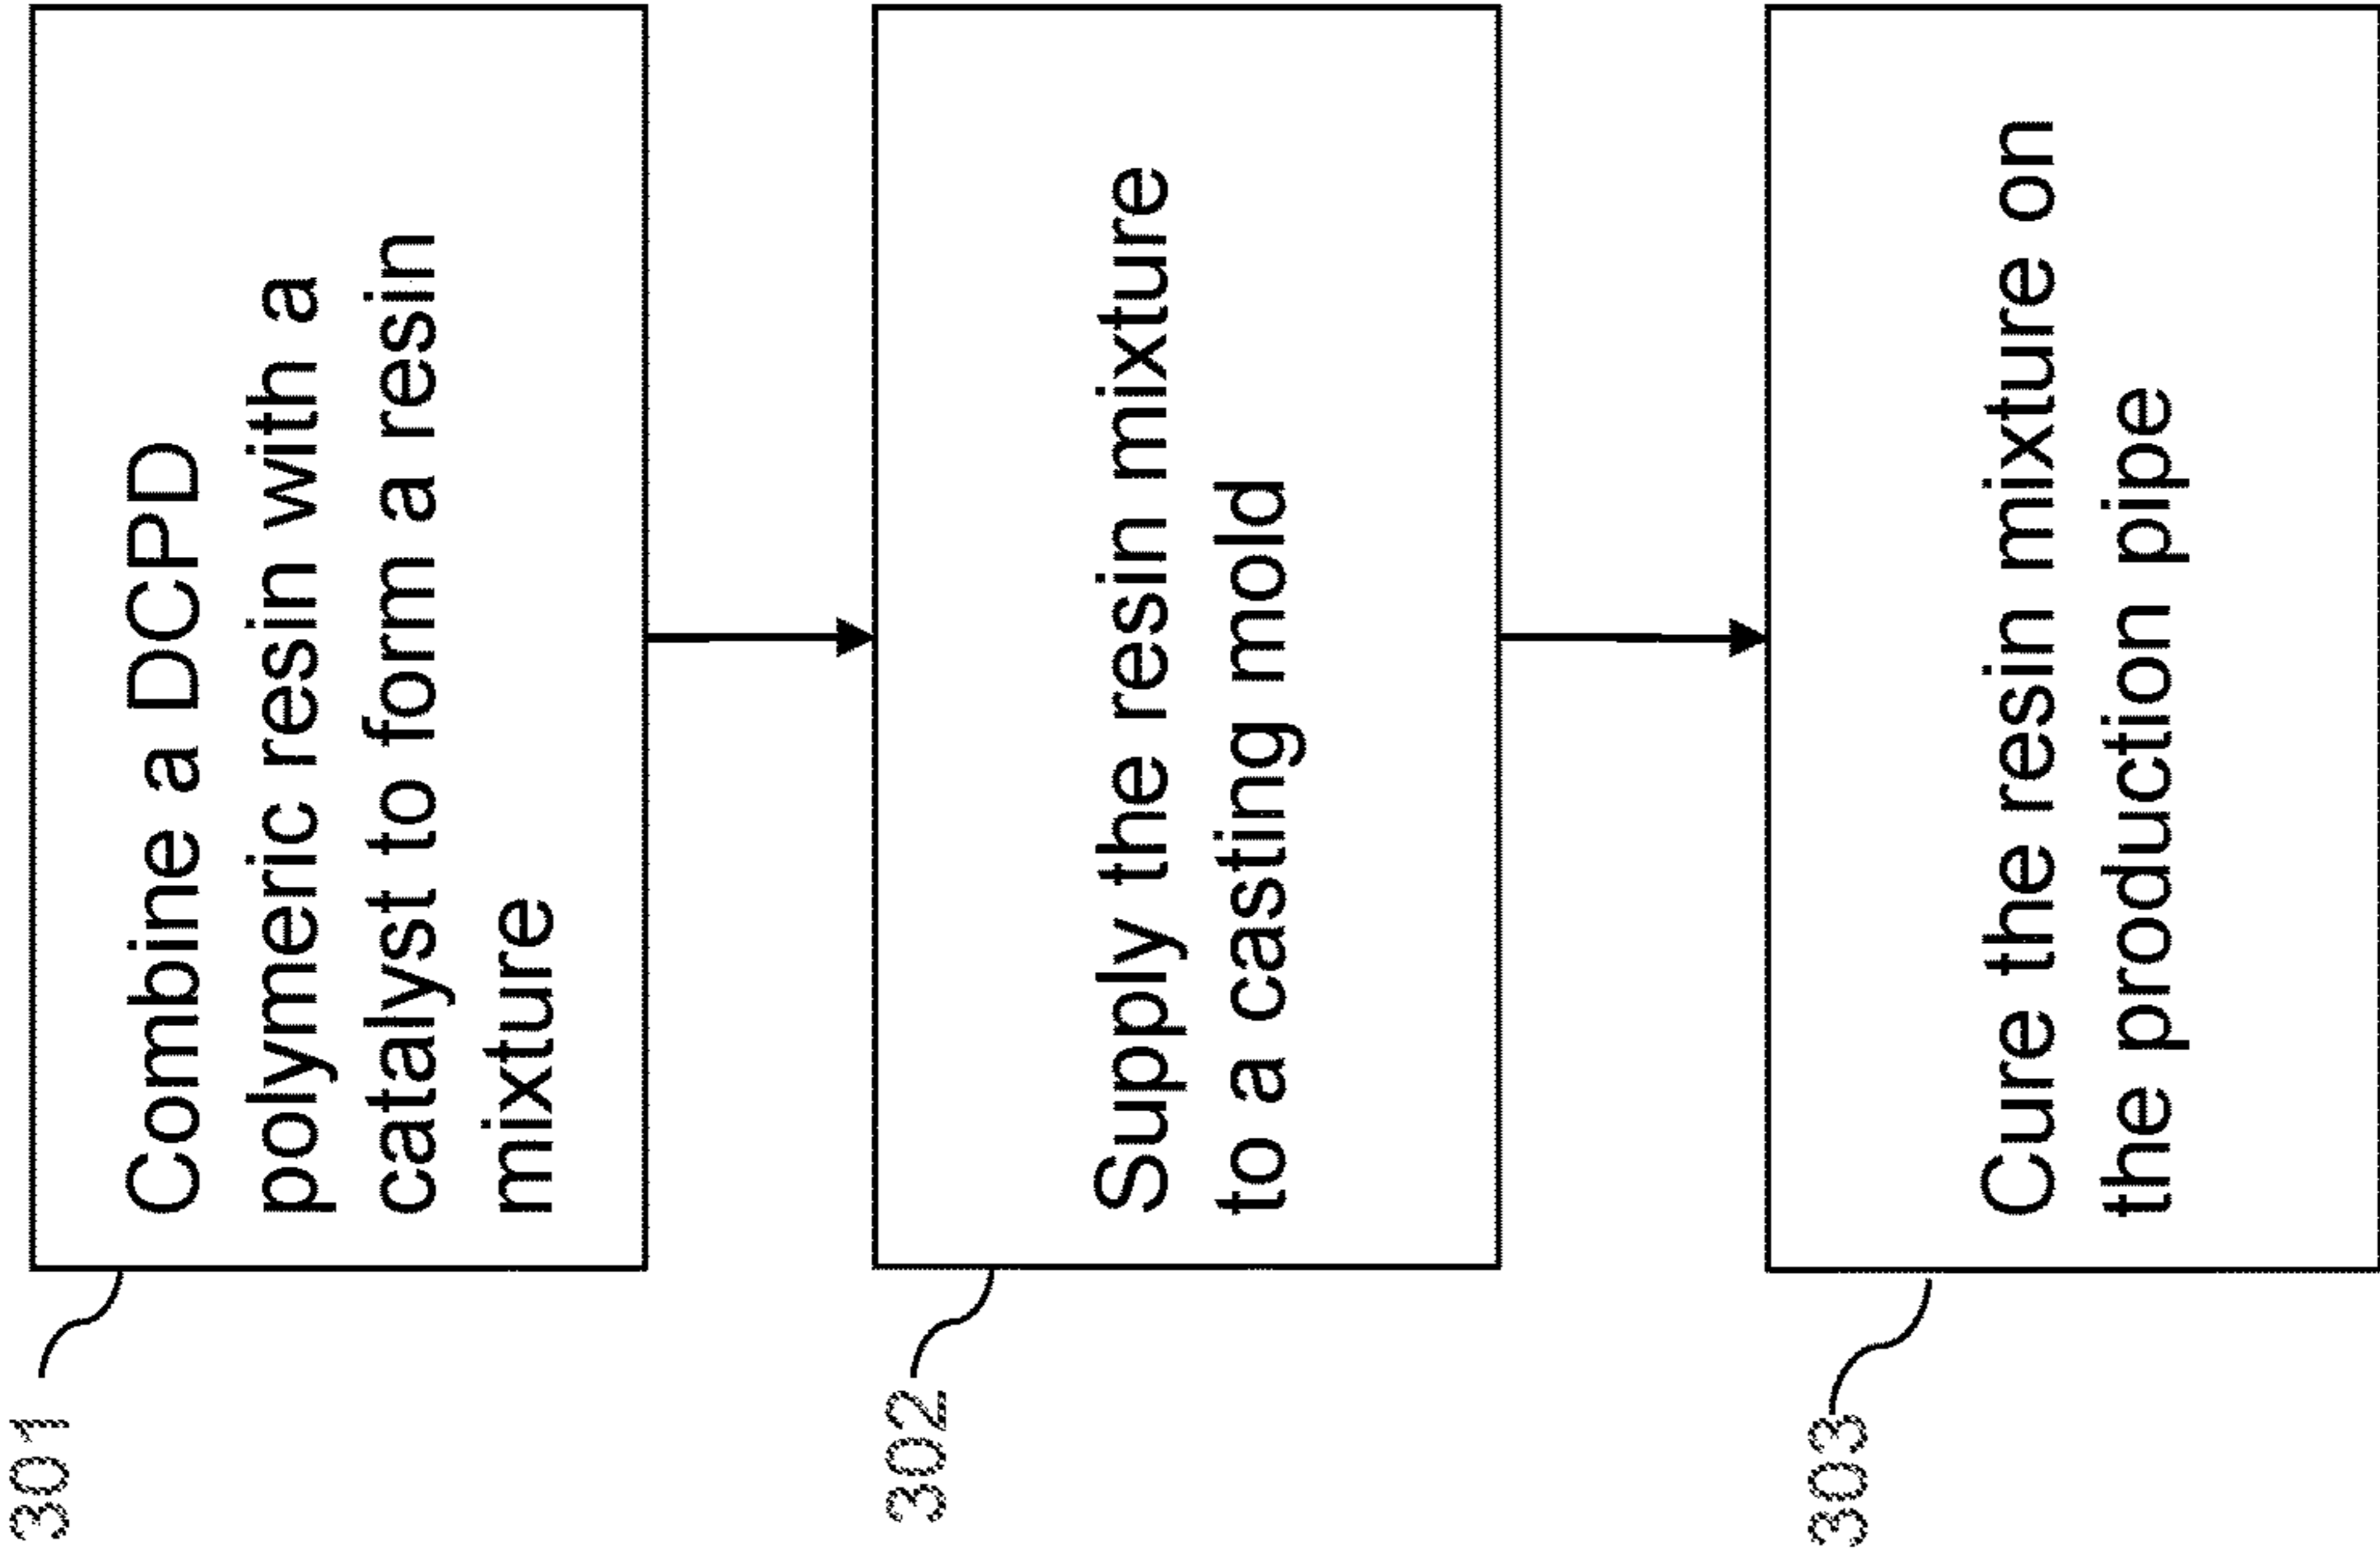 301
Combine a DCPD
polymeric resin with a
catalyst to form a resin
mixture
302
Supply the resin mixture
to a casting mold
303
Cure the resin mixture on
the production pipe